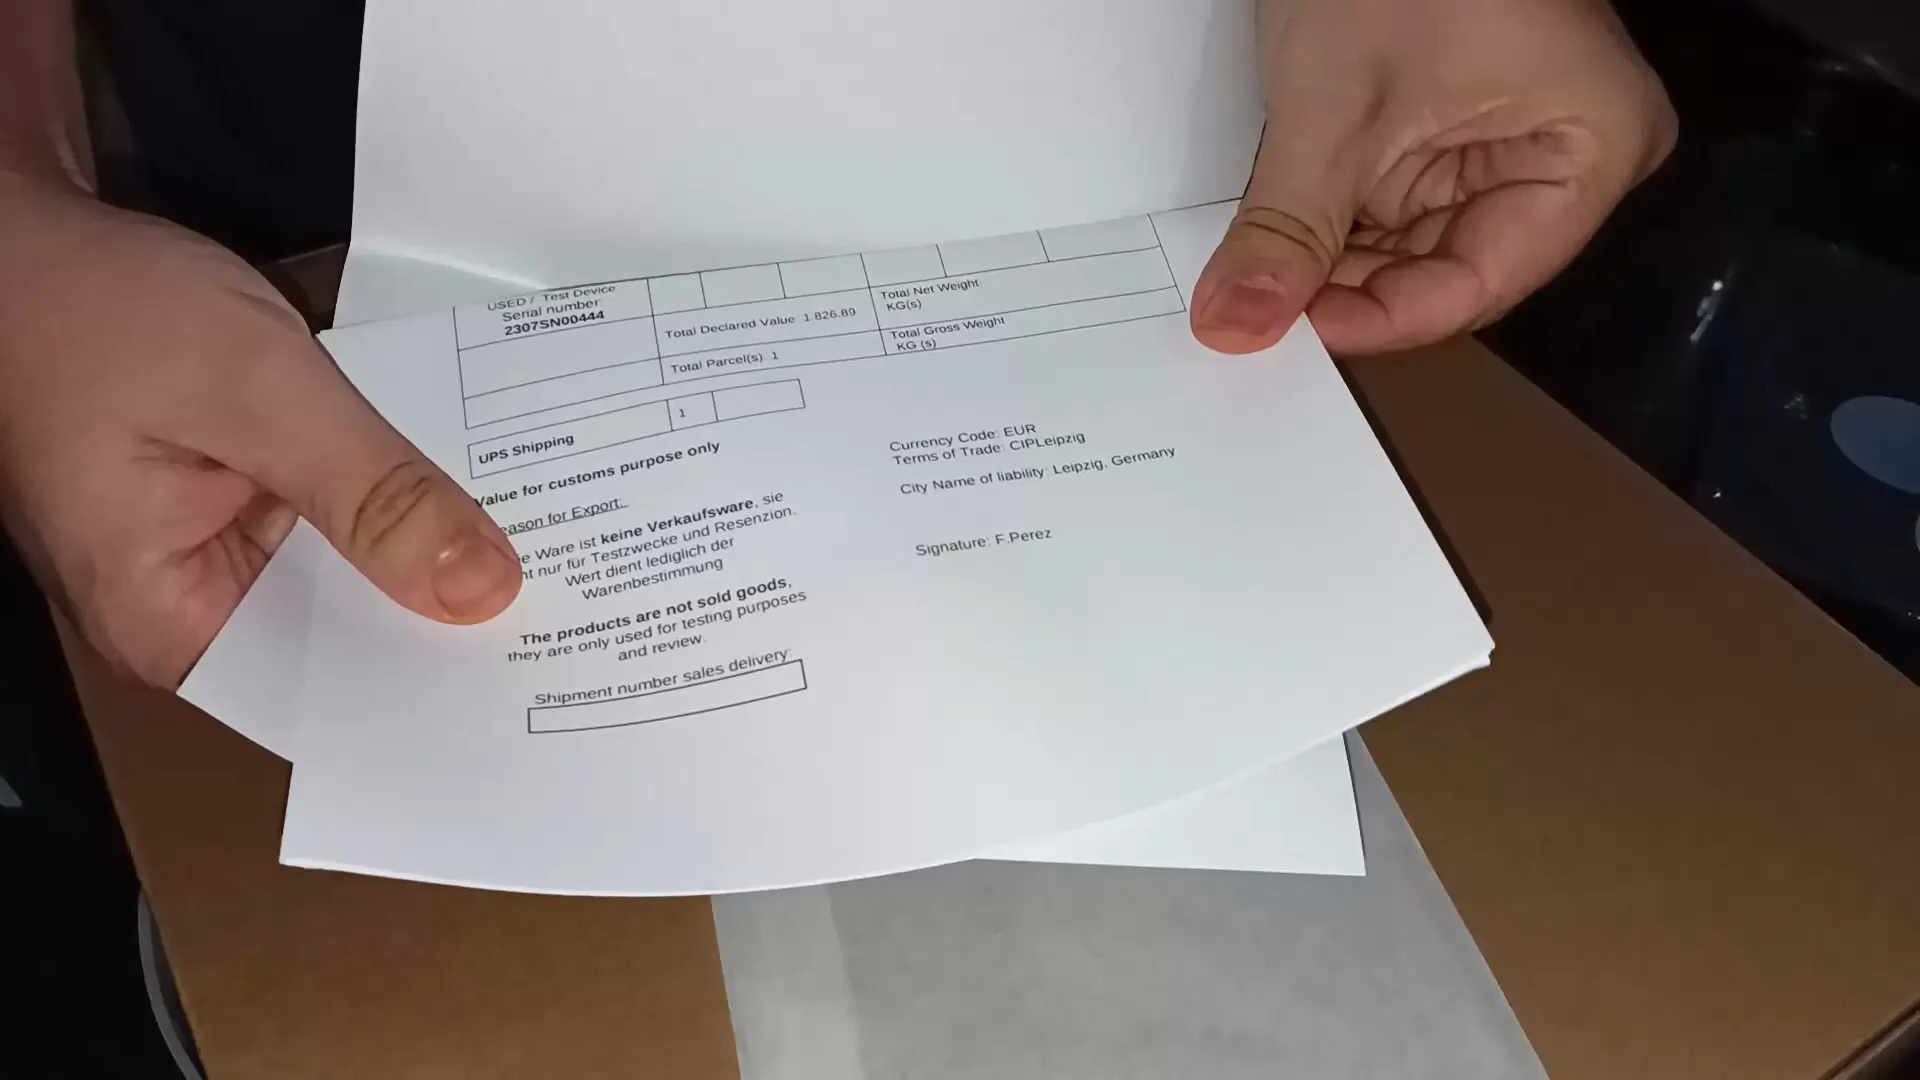 USED / Test Device
Serial number:
2307SN00444
Total Declared Value 1.826.89
Total Net Weight
KG(s)
Total Parcel(s) 1
Total Gross Weight
KG (s)
UPS Shipping 1
Value for customs purpose only
eason for Export:
ie Ware ist keine Verkaufsware, sie
nt nur für Testzwecke und Resenzion.
Wert dient lediglich der
Warenbestimmung
The products are not sold goods,
they are only used for testing purposes
and review.
Shipment number sales delivery:
Currency Code: EUR
Terms of Trade: CIPLeipzig
City Name of liability: Leipzig, Germany
Signature: F.Perez